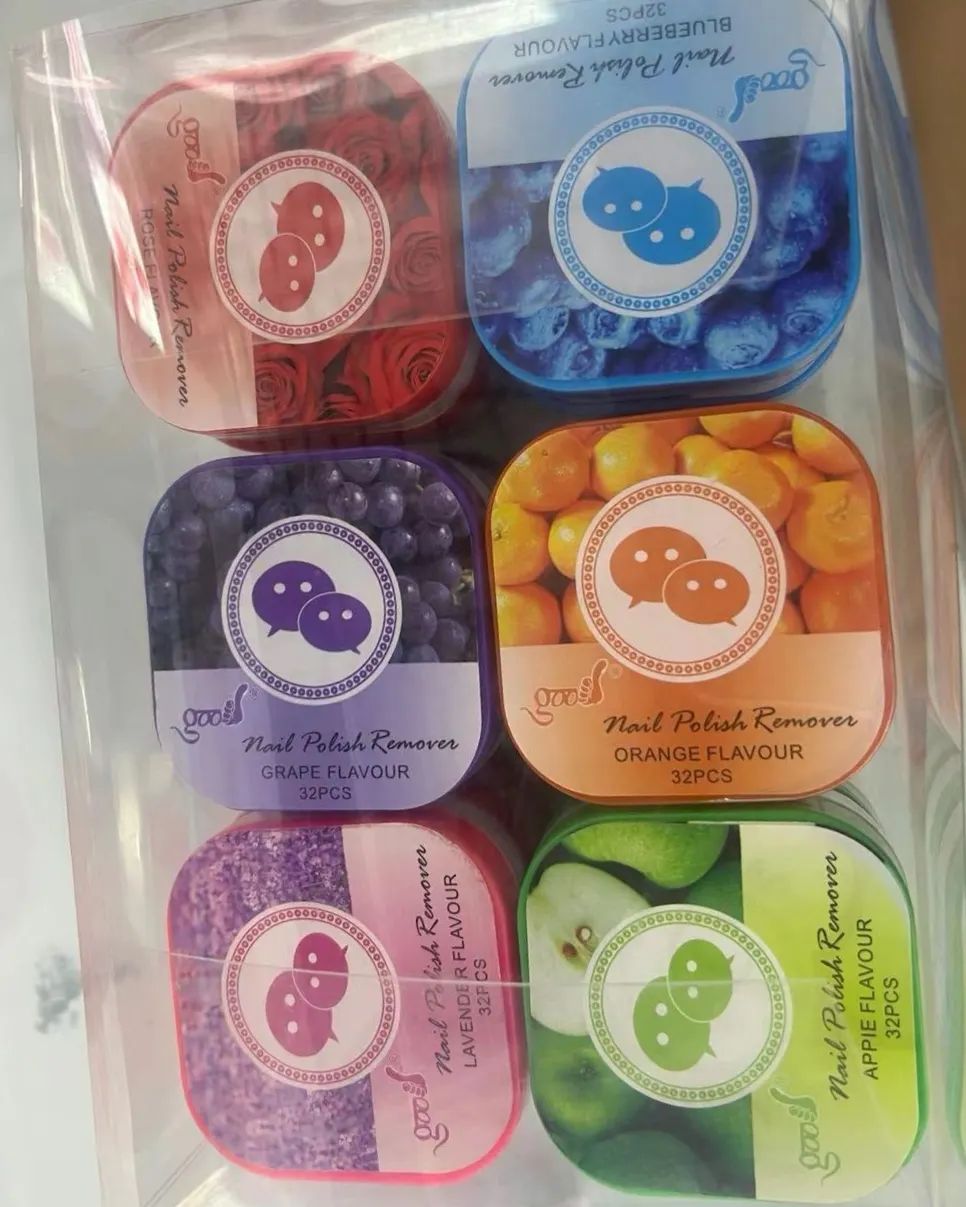 good
Nail Polish Remover
ROSE FLAVOUR
good
Nail Polish Remover
BLUEBERRY FLAVOUR
32PCS
good
®
Nail Polish Remover
GRAPE FLAVOUR
32PCS
good
®
Nail Polish Remover
ORANGE FLAVOUR
32PCS
good
®
Nail Polish Remover
LAVENDER FLAVOUR
32PCS
good
®
Nail Polish Remover
APPIE FLAVOUR
32PCS